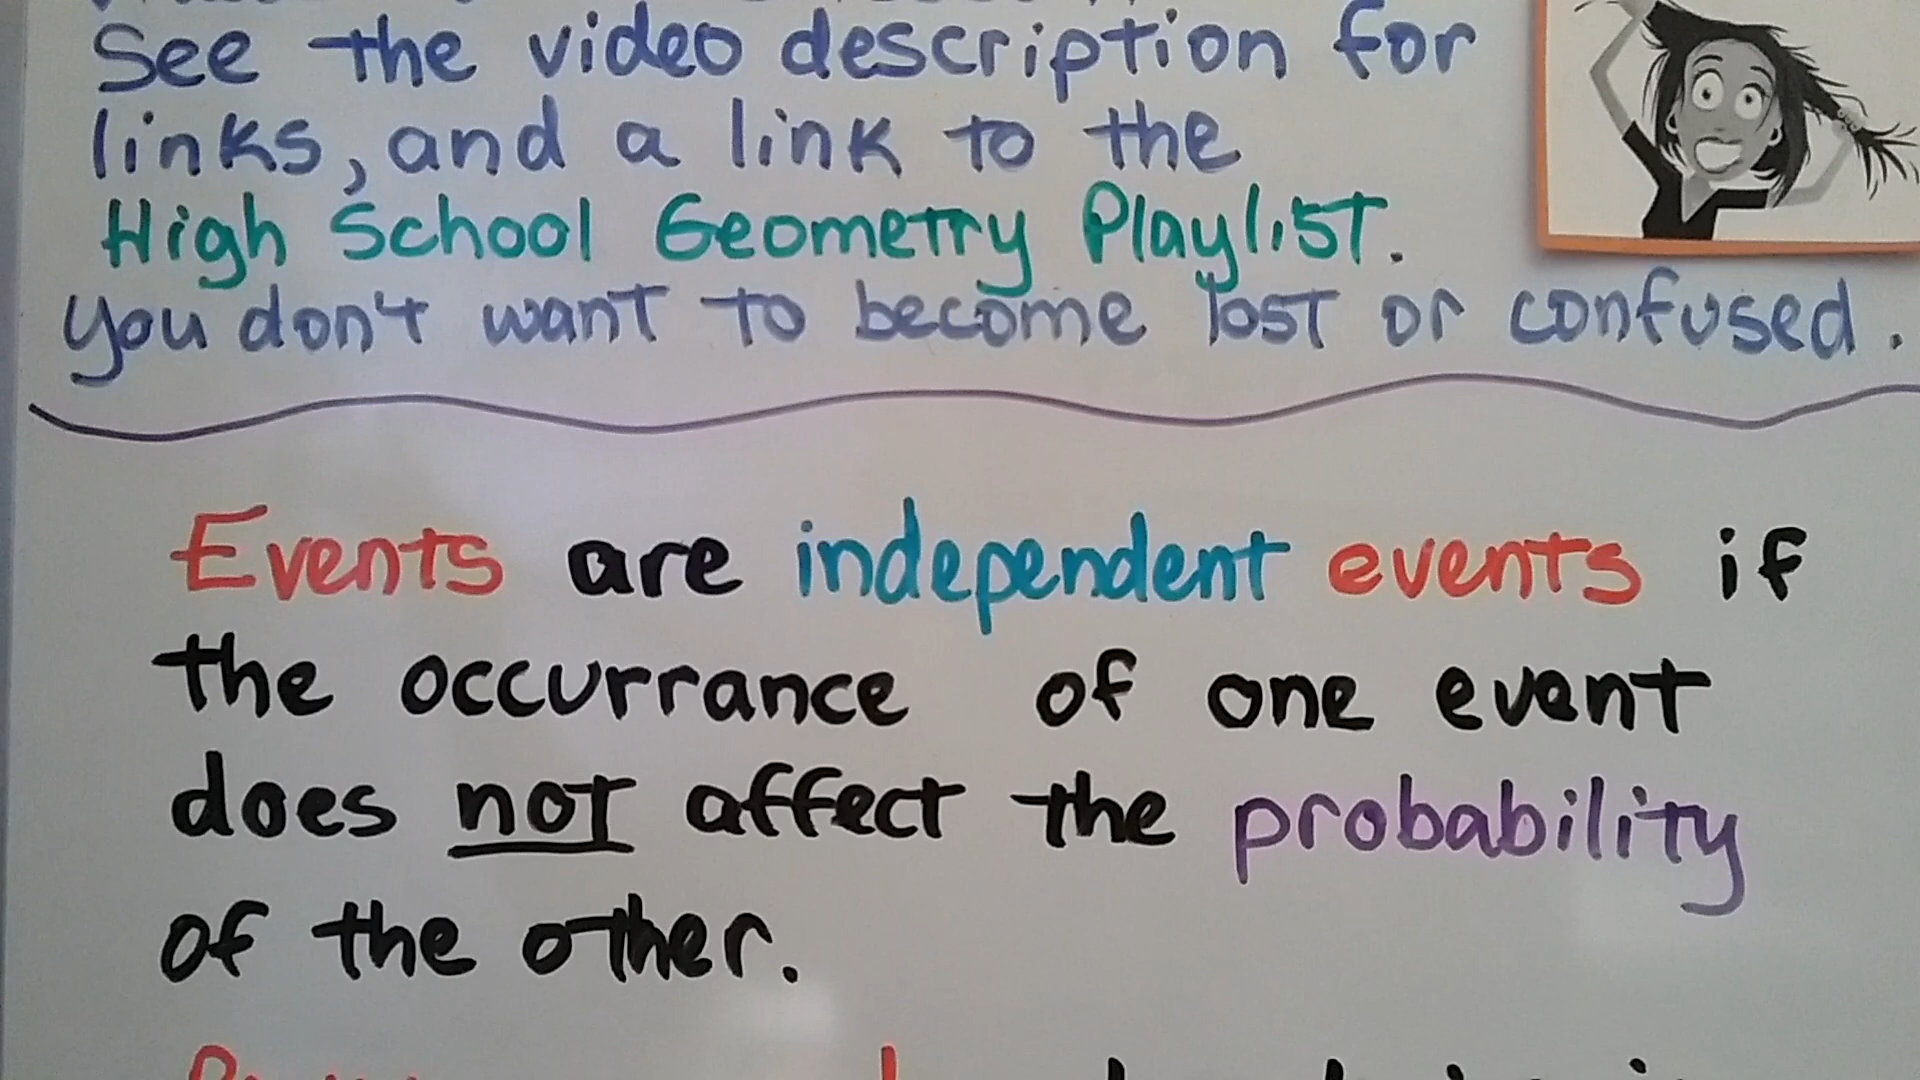 See the video description for
links, and a link to the
High School Geometry Playlist.
You don't want to become lost or confused.
Events are independent events if
the occurrance of one event
does not affect the probability
of the other.